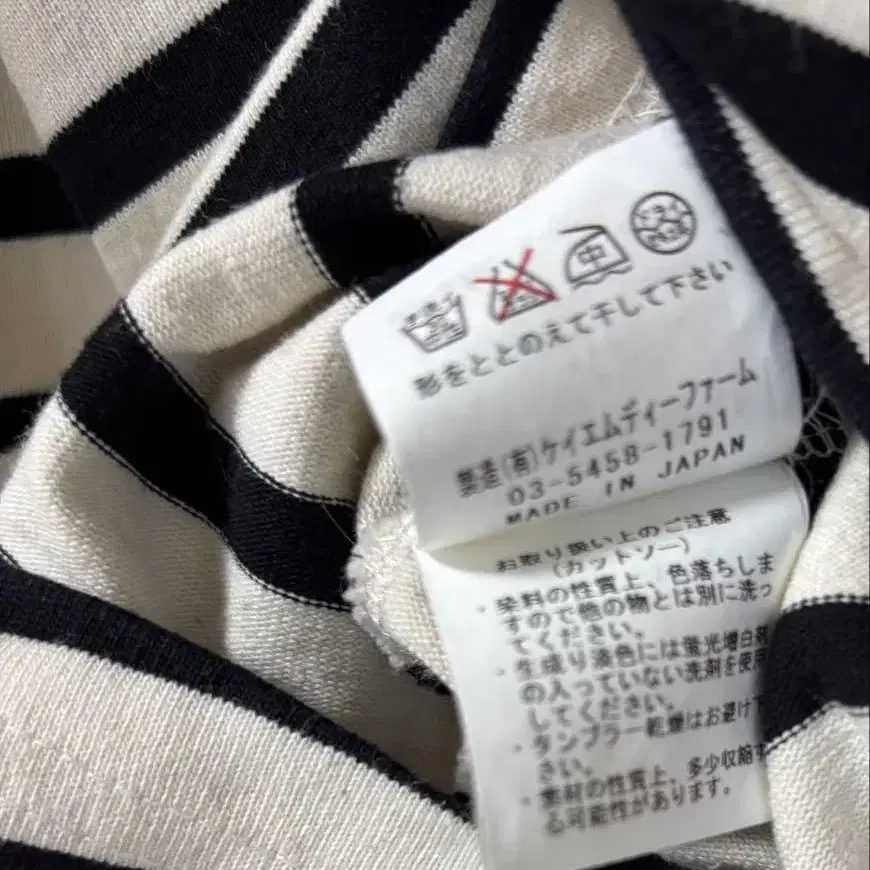 中
ドライ
形をととのえて干して下さい
製造(有)ケイエムディーファーム
03-5458-1791
MADE IN JAPAN
お取り扱い上のご注意
(カットソー)
・染料の性質上、色落ちしま
すので他の物とは別に洗っ
てください。
・生成り淡色には蛍光増白剤
の入っていない洗剤を使用
してください。
・タンブラー乾燥はお避け下
さい。
・素材の性質上、多少収縮す
る可能性があります。